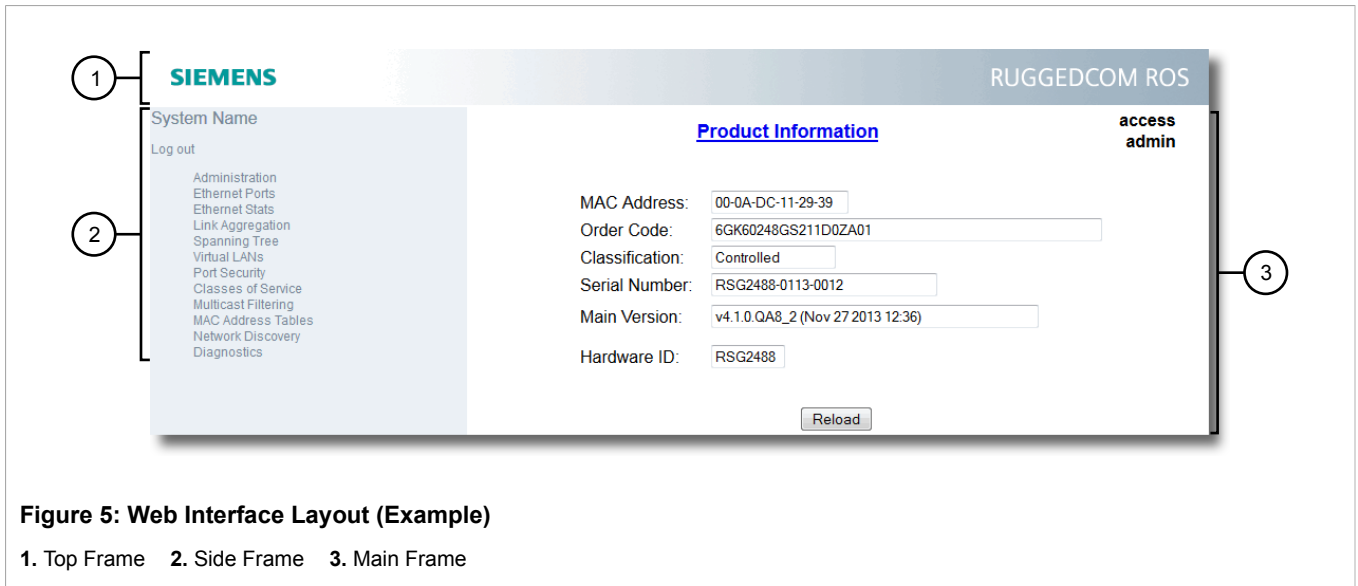 1
SIEMENS
RUGGEDCOM ROS
2
System Name
Log out
Administration
Ethernet Ports
Ethernet Stats
Link Aggregation
Spanning Tree
Virtual LANs
Port Security
Classes of Service
Multicast Filtering
MAC Address Tables
Network Discovery
Diagnostics
Product Information
access
admin
MAC Address: 00-0A-DC-11-29-39
Order Code: 6GK60248GS211D0ZA01
Classification: Controlled
Serial Number: RSG2488-0113-0012
Main Version: v4.1.0.QA8_2 (Nov 27 2013 12:36)
Hardware ID: RSG2488
Reload
3
Figure 5: Web Interface Layout (Example)
1. Top Frame 2. Side Frame 3. Main Frame